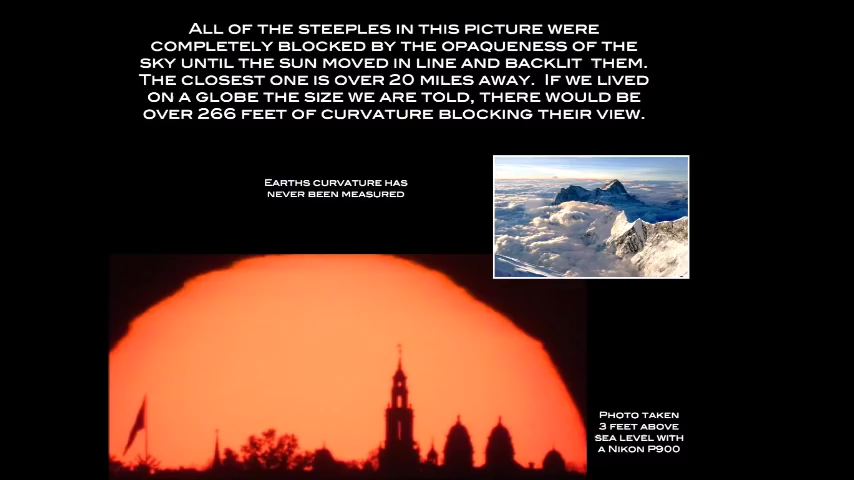 ALL OF THE STEEPLES IN THIS PICTURE WERE
COMPLETELY BLOCKED BY THE OPAQUENESS OF THE
SKY UNTIL THE SUN MOVED IN LINE AND BACKLIT THEM.
THE CLOSEST ONE IS OVER 20 MILES AWAY. IF WE LIVED
ON A GLOBE THE SIZE WE ARE TOLD, THERE WOULD BE
OVER 266 FEET OF CURVATURE BLOCKING THEIR VIEW.
EARTHS CURVATURE HAS
NEVER BEEN MEASURED
PHOTO TAKEN
3 FEET ABOVE
SEA LEVEL WITH
A NIKON P900